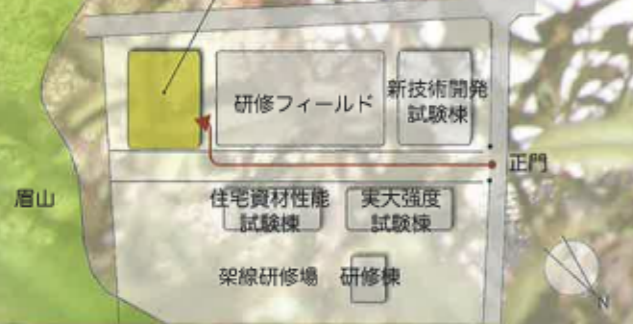 研修フィールド
新技術開発
試験棟
正門
眉山
住宅資材性能
試験棟
実大強度
試験棟
架線研修場
研修棟
N